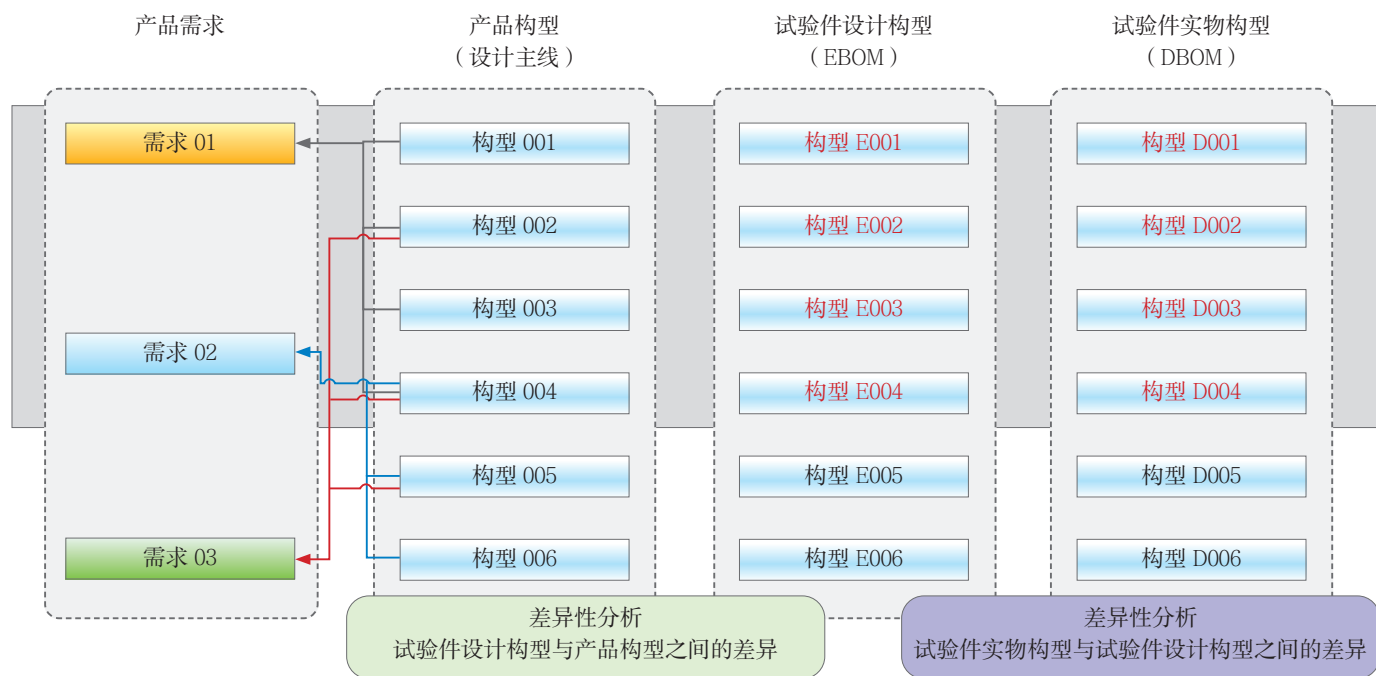 产品需求
产品构型
（设计主线）
试验件设计构型
（EBOM）
试验件实物构型
（DBOM）
需求 01
构型 001
构型 E001
构型 D001
构型 002
构型 E002
构型 D002
构型 003
构型 E003
构型 D003
需求 02
构型 004
构型 E004
构型 D004
构型 005
构型 E005
构型 D005
需求 03
构型 006
构型 E006
构型 D006
差异性分析
试验件设计构型与产品构型之间的差异
差异性分析
试验件实物构型与试验件设计构型之间的差异